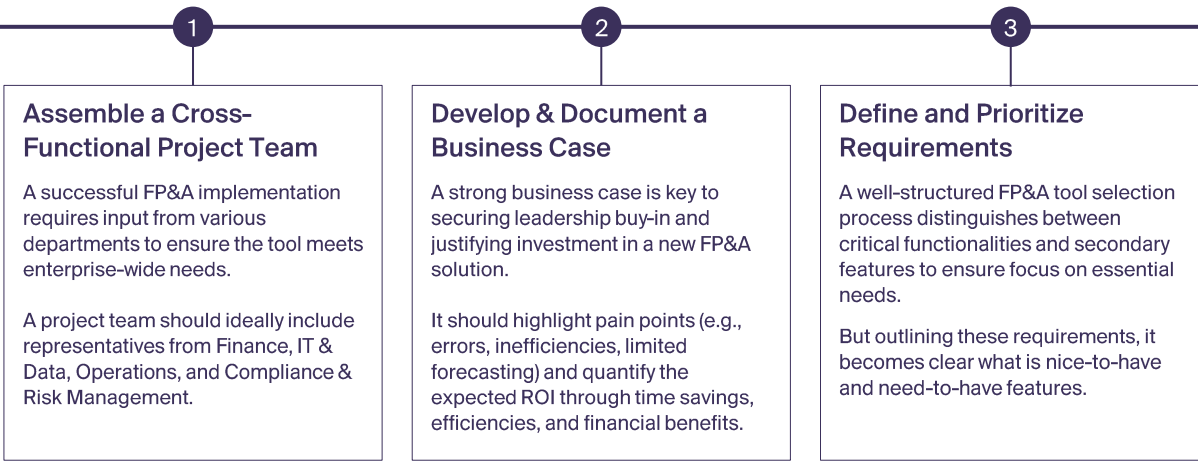 1
Assemble a Cross-
Functional Project Team
A successful FP&A implementation
requires input from various
departments to ensure the tool meets
enterprise-wide needs.
A project team should ideally include
representatives from Finance, IT &
Data, Operations, and Compliance &
Risk Management.
2
Develop & Document a
Business Case
A strong business case is key to
securing leadership buy-in and
justifying investment in a new FP&A
solution.
It should highlight pain points (e.g.,
errors, inefficiencies, limited
forecasting) and quantify the
expected ROI through time savings,
efficiencies, and financial benefits.
3
Define and Prioritize
Requirements
A well-structured FP&A tool selection
process distinguishes between
critical functionalities and secondary
features to ensure focus on essential
needs.
But outlining these requirements, it
becomes clear what is nice-to-have
and need-to-have features.